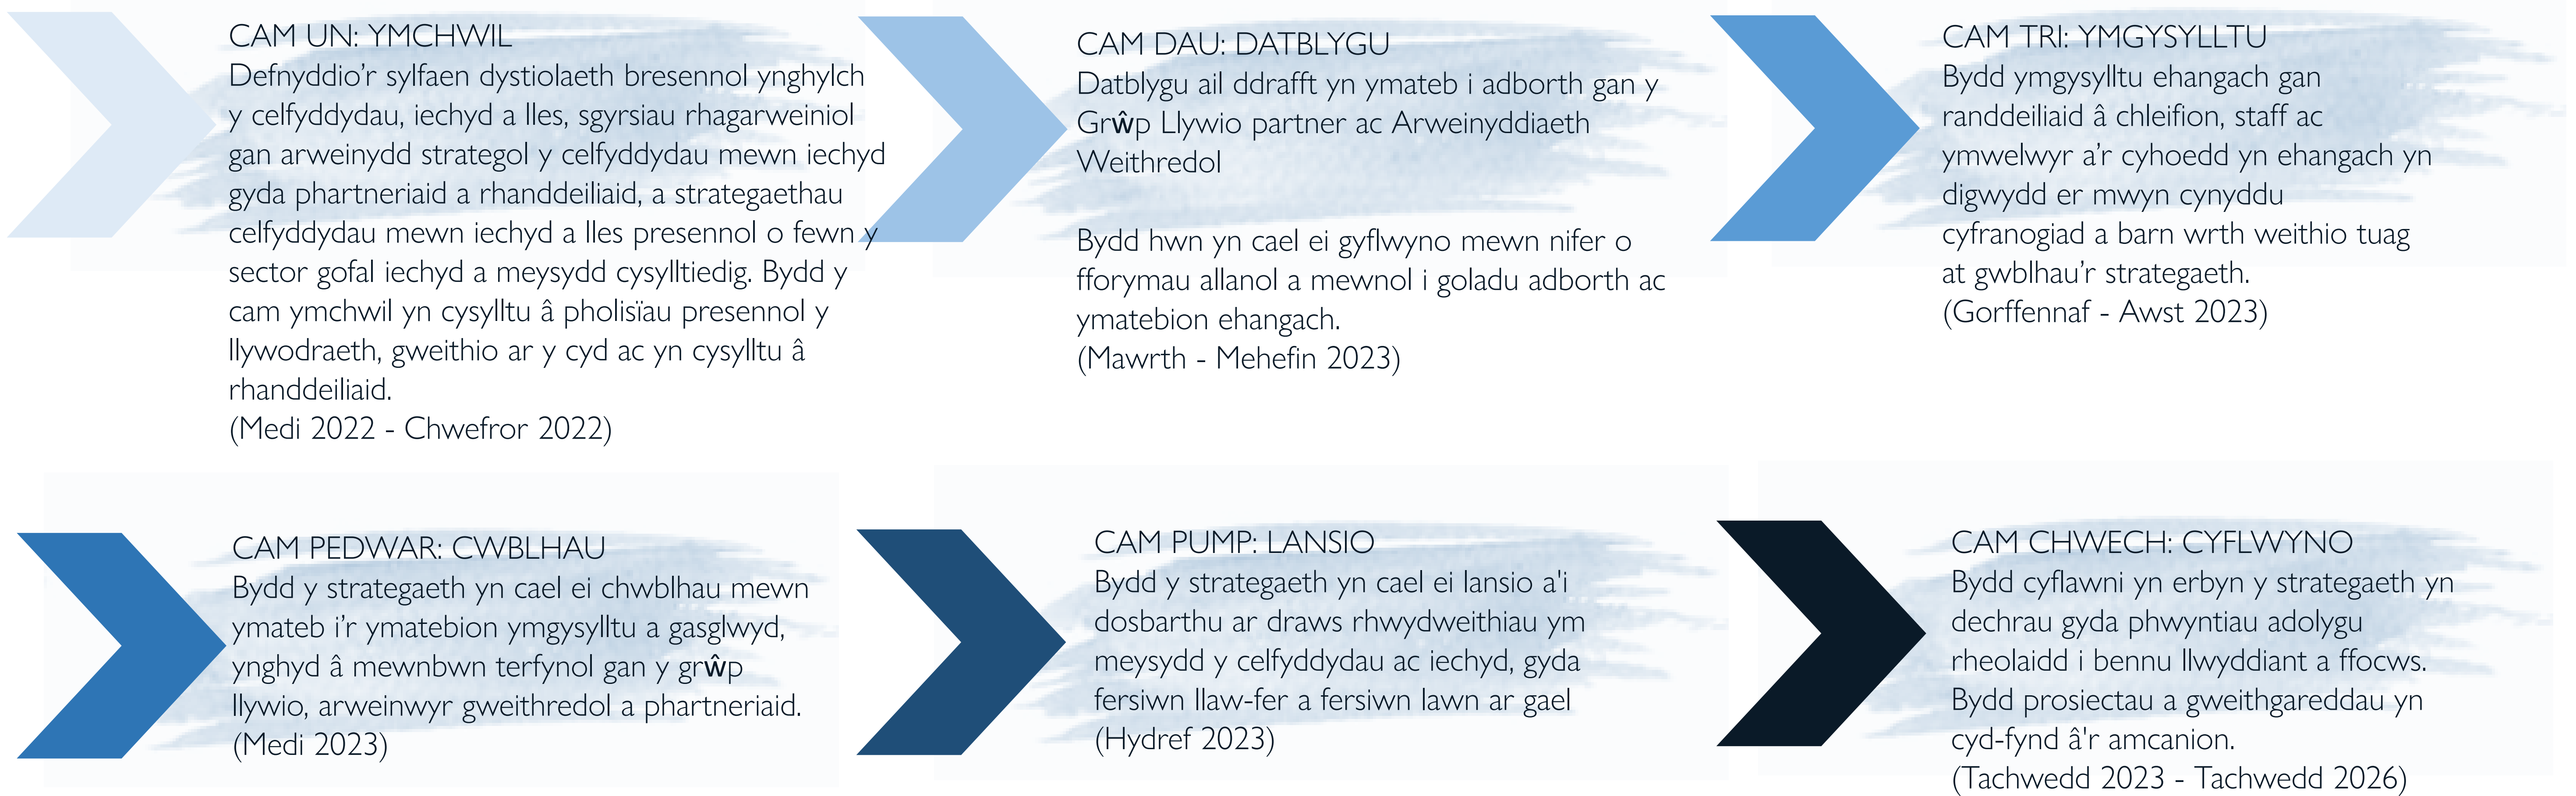 CAM UN: YMCHWIL
Defnyddio’r sylfaen dystiolaeth bresennol ynghylch
y celfyddydau, iechyd a lles, sgyrsiau rhagarweiniol
gan arweinydd strategol y celfyddydau mewn iechyd
gyda phartneriaid a rhanddeiliaid, a strategaethau
celfyddydau mewn iechyd a lles presennol o fewn y
sector gofal iechyd a meysydd cysylltiedig. Bydd y
cam ymchwil yn cysylltu â pholisïau presennol y
llywodraeth, gweithio ar y cyd ac yn cysylltu â
rhanddeiliaid.
(Medi 2022 - Chwefror 2022)
CAM DAU: DATBLYGU
Datblygu ail ddrafft yn ymateb i adborth gan y
Grŵp Llywio partner ac Arweinyddiaeth
Weithredol
Bydd hwn yn cael ei gyflwyno mewn nifer o
fforymau allanol a mewnol i goladu adborth ac
ymatebion ehangach.
(Mawrth - Mehefin 2023)
CAM TRI: YMGYSYLLTU
Bydd ymgysylltu ehangach gan
randdeiliaid â chleifion, staff ac
ymwelwyr a’r cyhoedd yn ehangach yn
digwydd er mwyn cynyddu
cyfranogiad a barn wrth weithio tuag
at gwblhau’r strategaeth.
(Gorffennaf - Awst 2023)
CAM PEDWAR: CWBLHAU
Bydd y strategaeth yn cael ei chwblhau mewn
ymateb i’r ymatebion ymgysylltu a gasglwyd,
ynghyd â mewnbwn terfynol gan y grŵp
llywio, arweinwyr gweithredol a phartneriaid.
(Medi 2023)
CAM PUMP: LANSIO
Bydd y strategaeth yn cael ei lansio a'i
dosbarthu ar draws rhwydweithiau ym
meysydd y celfyddydau ac iechyd, gyda
fersiwn llaw-fer a fersiwn lawn ar gael
(Hydref 2023)
CAM CHWECH: CYFLWYNO
Bydd cyflawni yn erbyn y strategaeth yn
dechrau gyda phwyntiau adolygu
rheolaidd i bennu llwyddiant a ffocws.
Bydd prosiectau a gweithgareddau yn
cyd-fynd â'r amcanion.
(Tachwedd 2023 - Tachwedd 2026)